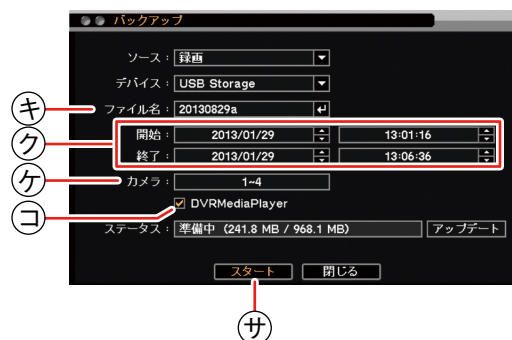 バックアップ
ソース： 録画
デバイス： USB Storage
キ ファイル名： 20130829a
ク 開始： 2013/01/29 13:01:16
終了： 2013/01/29 13:06:36
ケ カメラ： 1~4
コ DVRMediaPlayer
ステータス： 準備中 (241.8 MB / 968.1 MB) アップデート
スタート 閉じる
サ